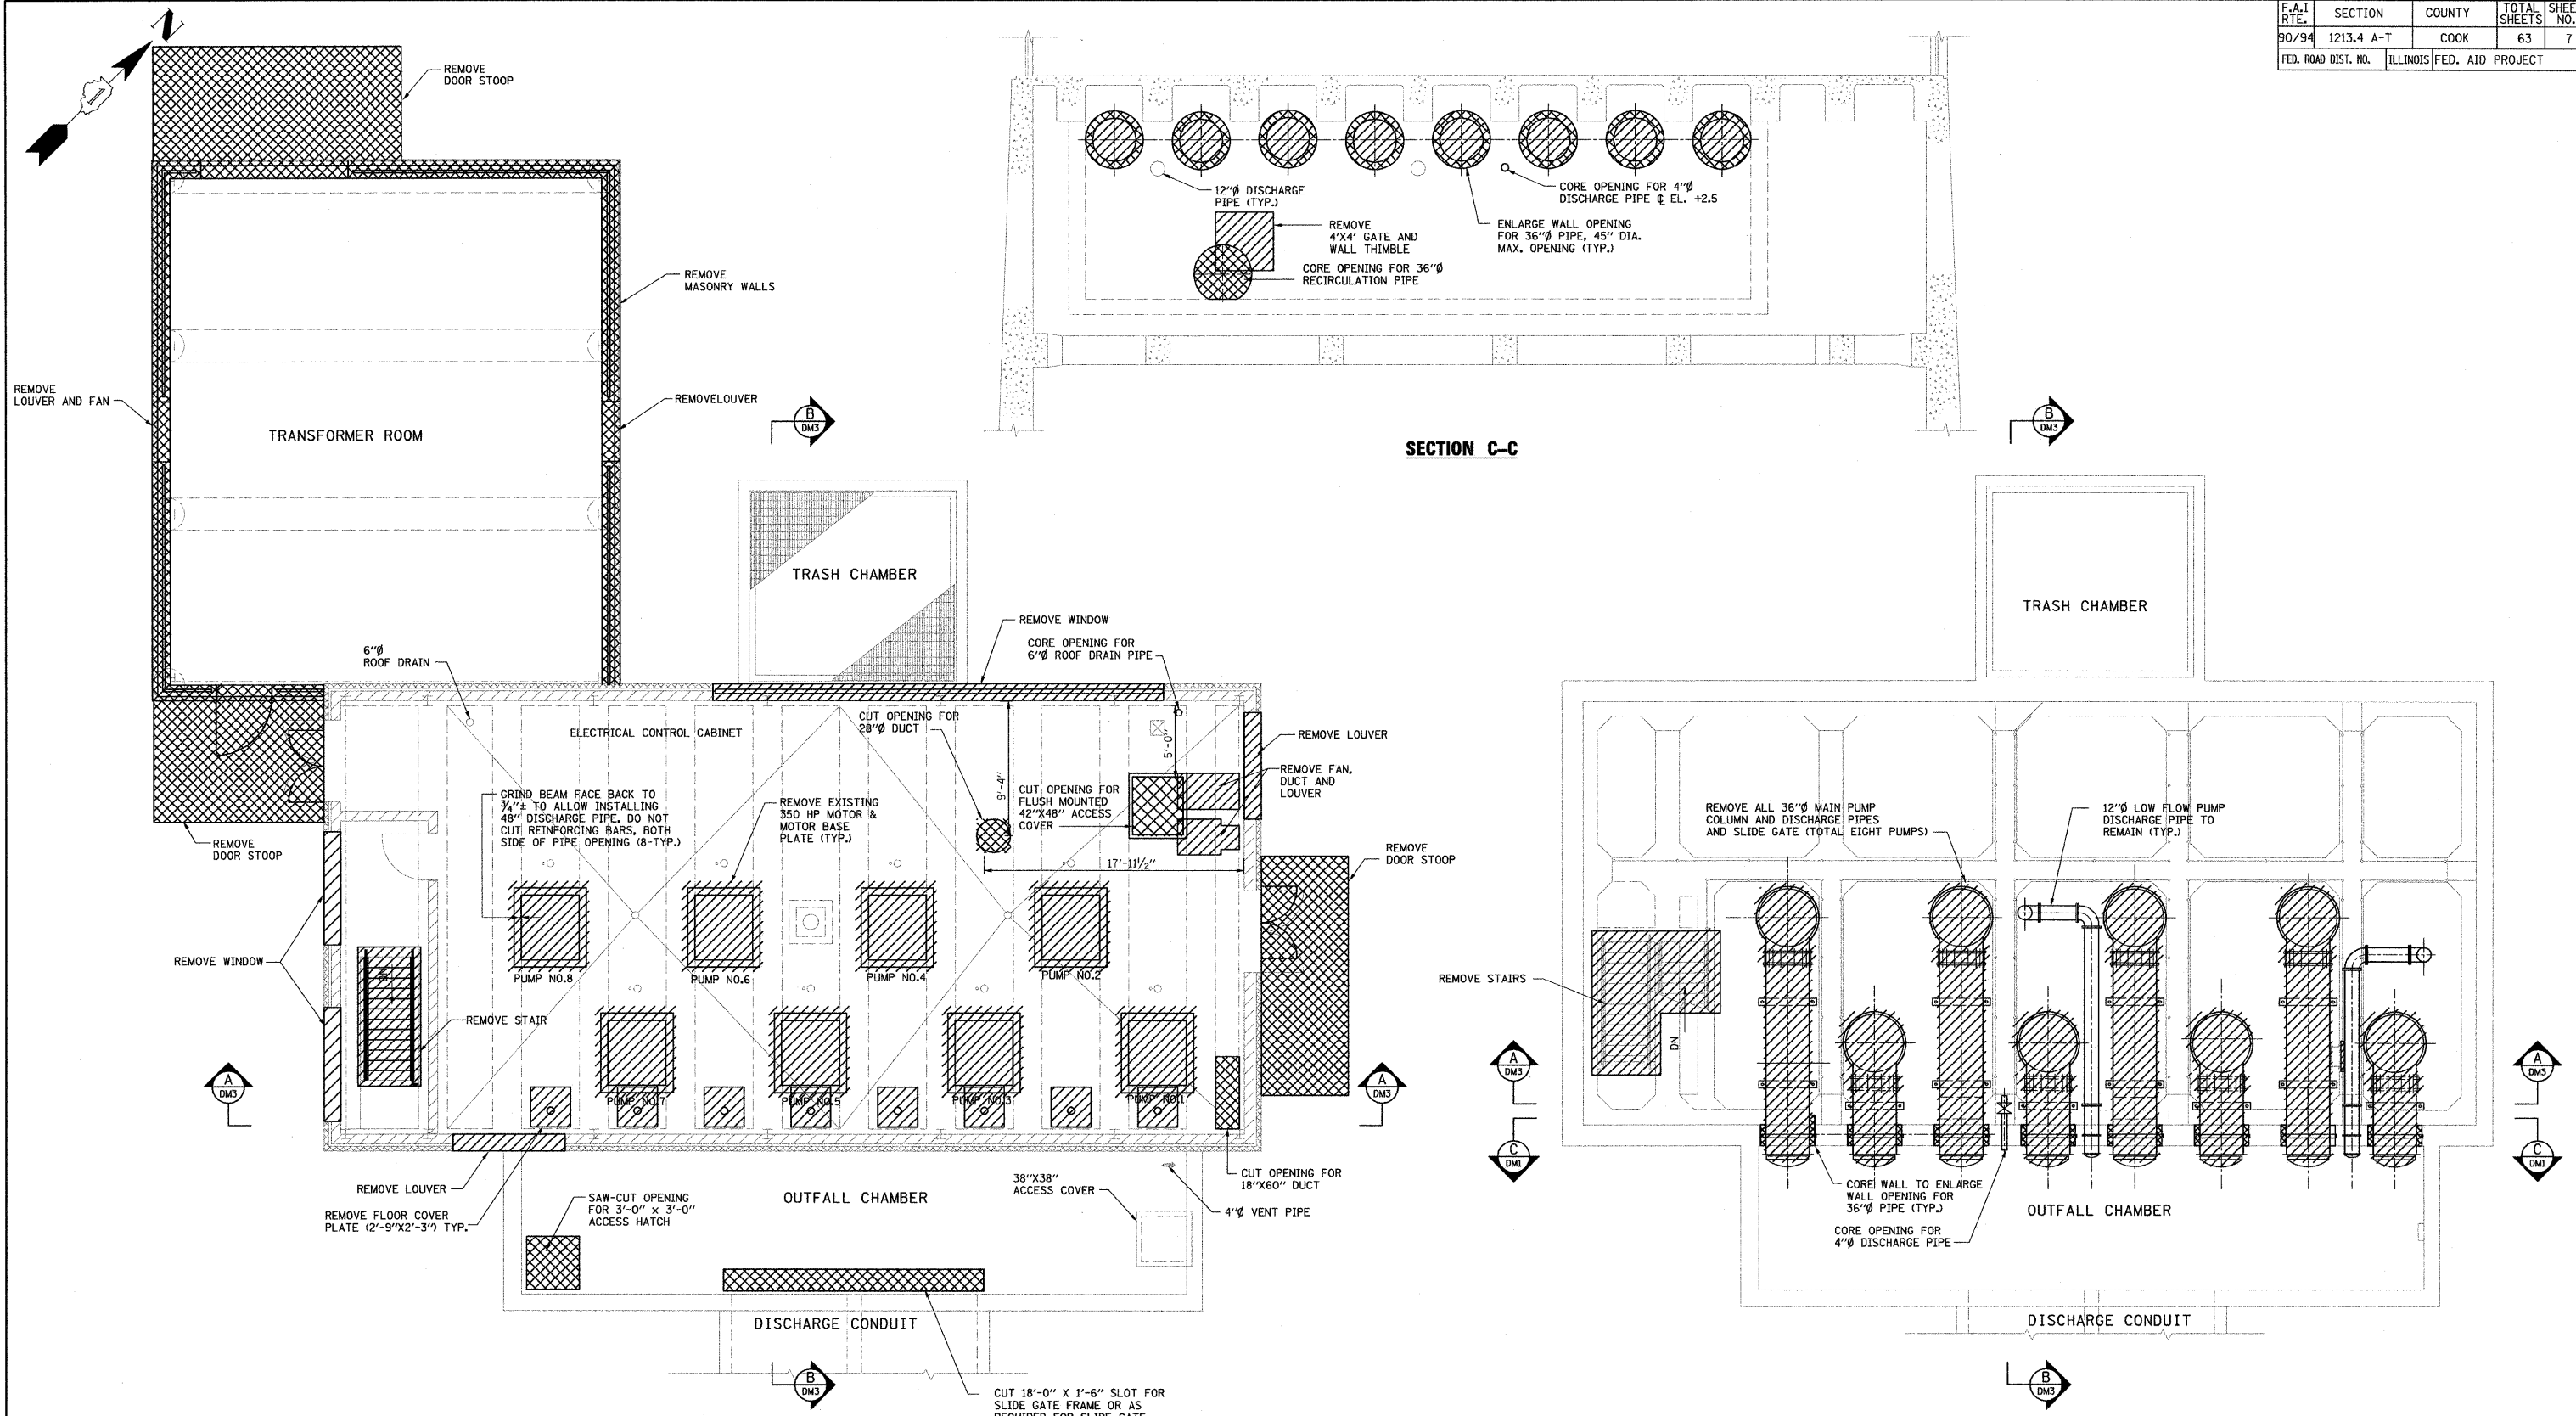 F.A.I RTE. SECTION COUNTY TOTAL SHEETS SHEE NO.
90/94 1213.4 A-T COOK 63 7
FED. ROAD DIST. NO. ILLINOIS FED. AID PROJECT
N
REMOVE
DOOR STOOP
REMOVE
MASONRY WALLS
REMOVE
LOUVER AND FAN
REMOVELOUVER
TRANSFORMER ROOM
B
DM3
12"Ø DISCHARGE
PIPE (TYP.)
REMOVE
4'X4' GATE AND
WALL THIMBLE
CORE OPENING FOR 36"Ø
RECIRCULATION PIPE
CORE OPENING FOR 4"Ø
DISCHARGE PIPE ℄ EL. +2.5
ENLARGE WALL OPENING
FOR 36"Ø PIPE, 45" DIA.
MAX. OPENING (TYP.)
SECTION C-C
B
DM3
TRASH CHAMBER
REMOVE WINDOW
CORE OPENING FOR
6"Ø ROOF DRAIN PIPE
6"Ø
ROOF DRAIN
ELECTRICAL CONTROL CABINET
CUT OPENING FOR
28"Ø DUCT
9'-4"
5'-0"
REMOVE LOUVER
REMOVE FAN,
DUCT AND
LOUVER
CUT OPENING FOR
FLUSH MOUNTED
42"X48" ACCESS
COVER
17'-11½"
GRIND BEAM FACE BACK TO
¾"± TO ALLOW INSTALLING
48" DISCHARGE PIPE, DO NOT
CUT REINFORCING BARS, BOTH
SIDE OF PIPE OPENING (8-TYP.)
REMOVE EXISTING
350 HP MOTOR &
MOTOR BASE
PLATE (TYP.)
REMOVE
DOOR STOOP
REMOVE
DOOR STOOP
REMOVE WINDOW
DN
REMOVE STAIR
PUMP NO.8
PUMP NO.6
PUMP NO.4
PUMP NO.2
PUMP NO.7
PUMP NO.5
PUMP NO.3
PUMP NO.1
A
DM3
A
DM3
REMOVE LOUVER
REMOVE FLOOR COVER
PLATE (2'-9"X2'-3") TYP.
SAW-CUT OPENING
FOR 3'-0" x 3'-0"
ACCESS HATCH
OUTFALL CHAMBER
38"X38"
ACCESS COVER
4"Ø VENT PIPE
CUT OPENING FOR
18"X60" DUCT
DISCHARGE CONDUIT
B
DM3
CUT 18'-0" X 1'-6" SLOT FOR
SLIDE GATE FRAME OR AS
REQUIRED FOR SLIDE GATE
TRASH CHAMBER
REMOVE ALL 36"Ø MAIN PUMP
COLUMN AND DISCHARGE PIPES
AND SLIDE GATE (TOTAL EIGHT PUMPS)
12"Ø LOW FLOW PUMP
DISCHARGE PIPE TO
REMAIN (TYP.)
REMOVE STAIRS
DN
A
DM3
C
DM1
A
DM3
C
DM1
CORE WALL TO ENLARGE
WALL OPENING FOR
36"Ø PIPE (TYP.)
CORE OPENING FOR
4"Ø DISCHARGE PIPE
OUTFALL CHAMBER
DISCHARGE CONDUIT
B
DM3